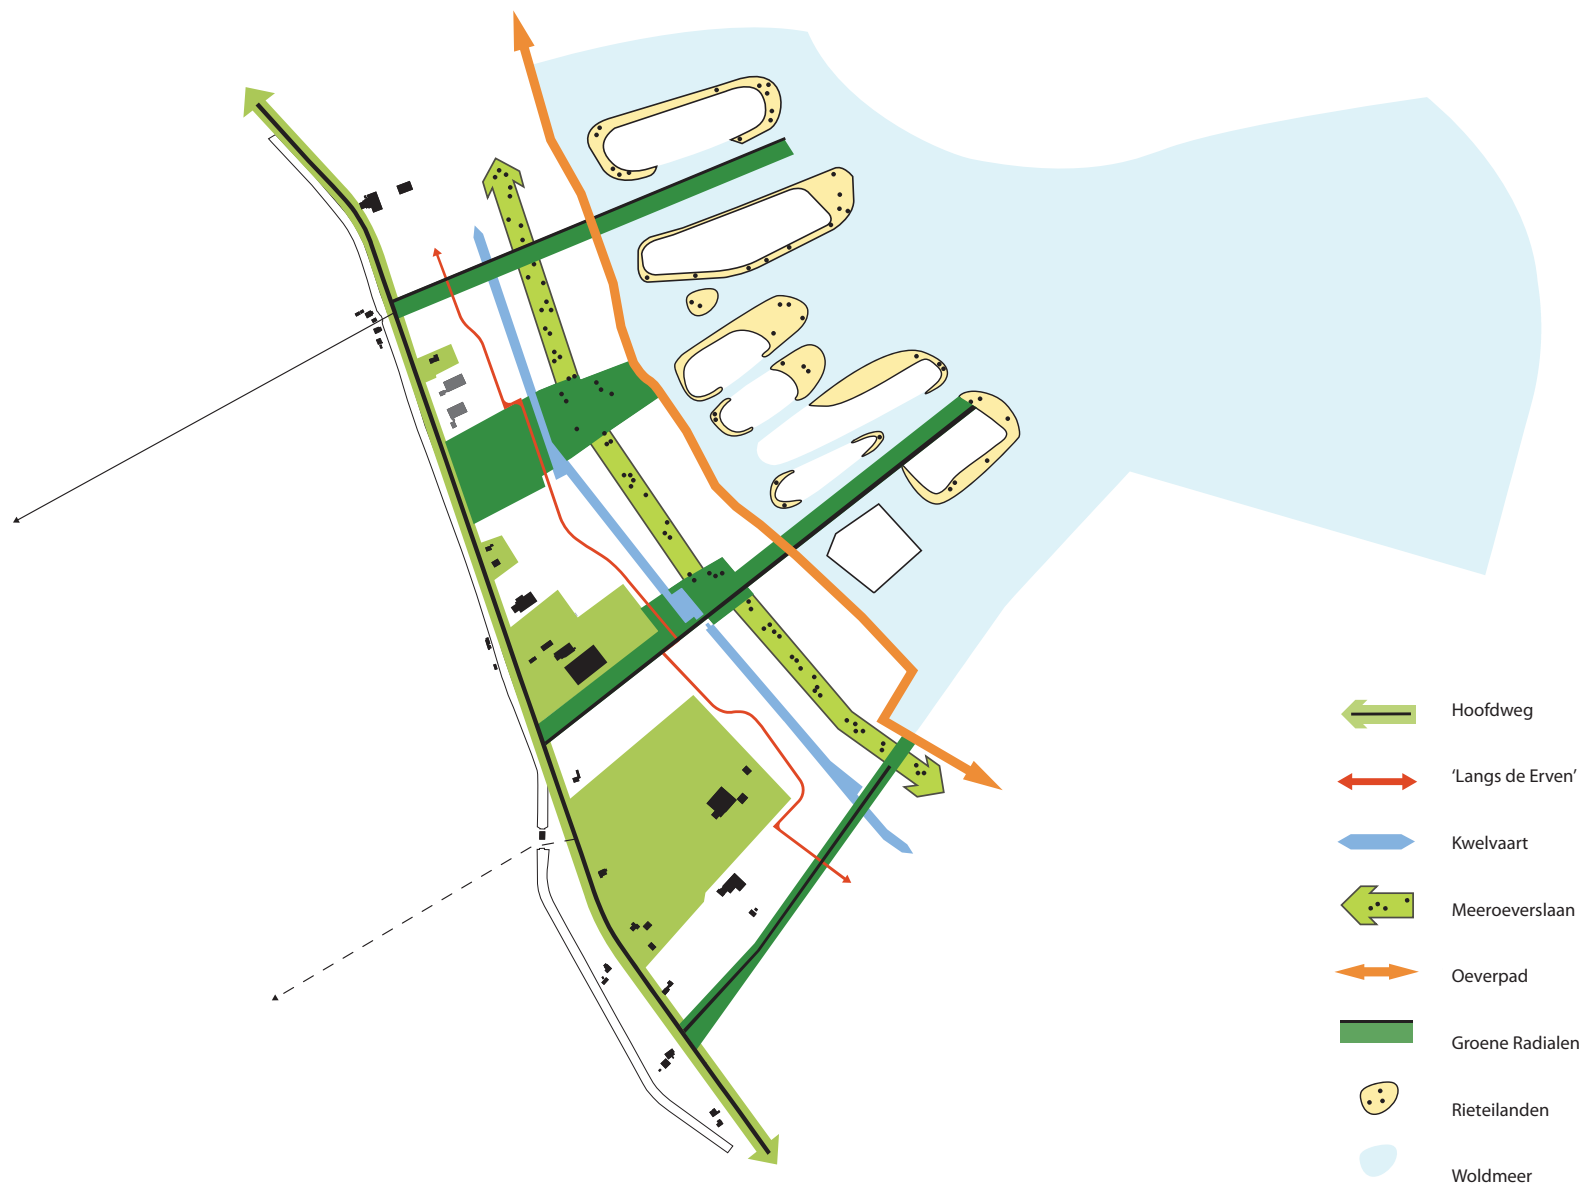 Hoofdweg
‘Langs de Erven’
Kwelvaart
Meeroeverslaan
Oeverpad
Groene Radialen
Rieteilanden
Woldmeer